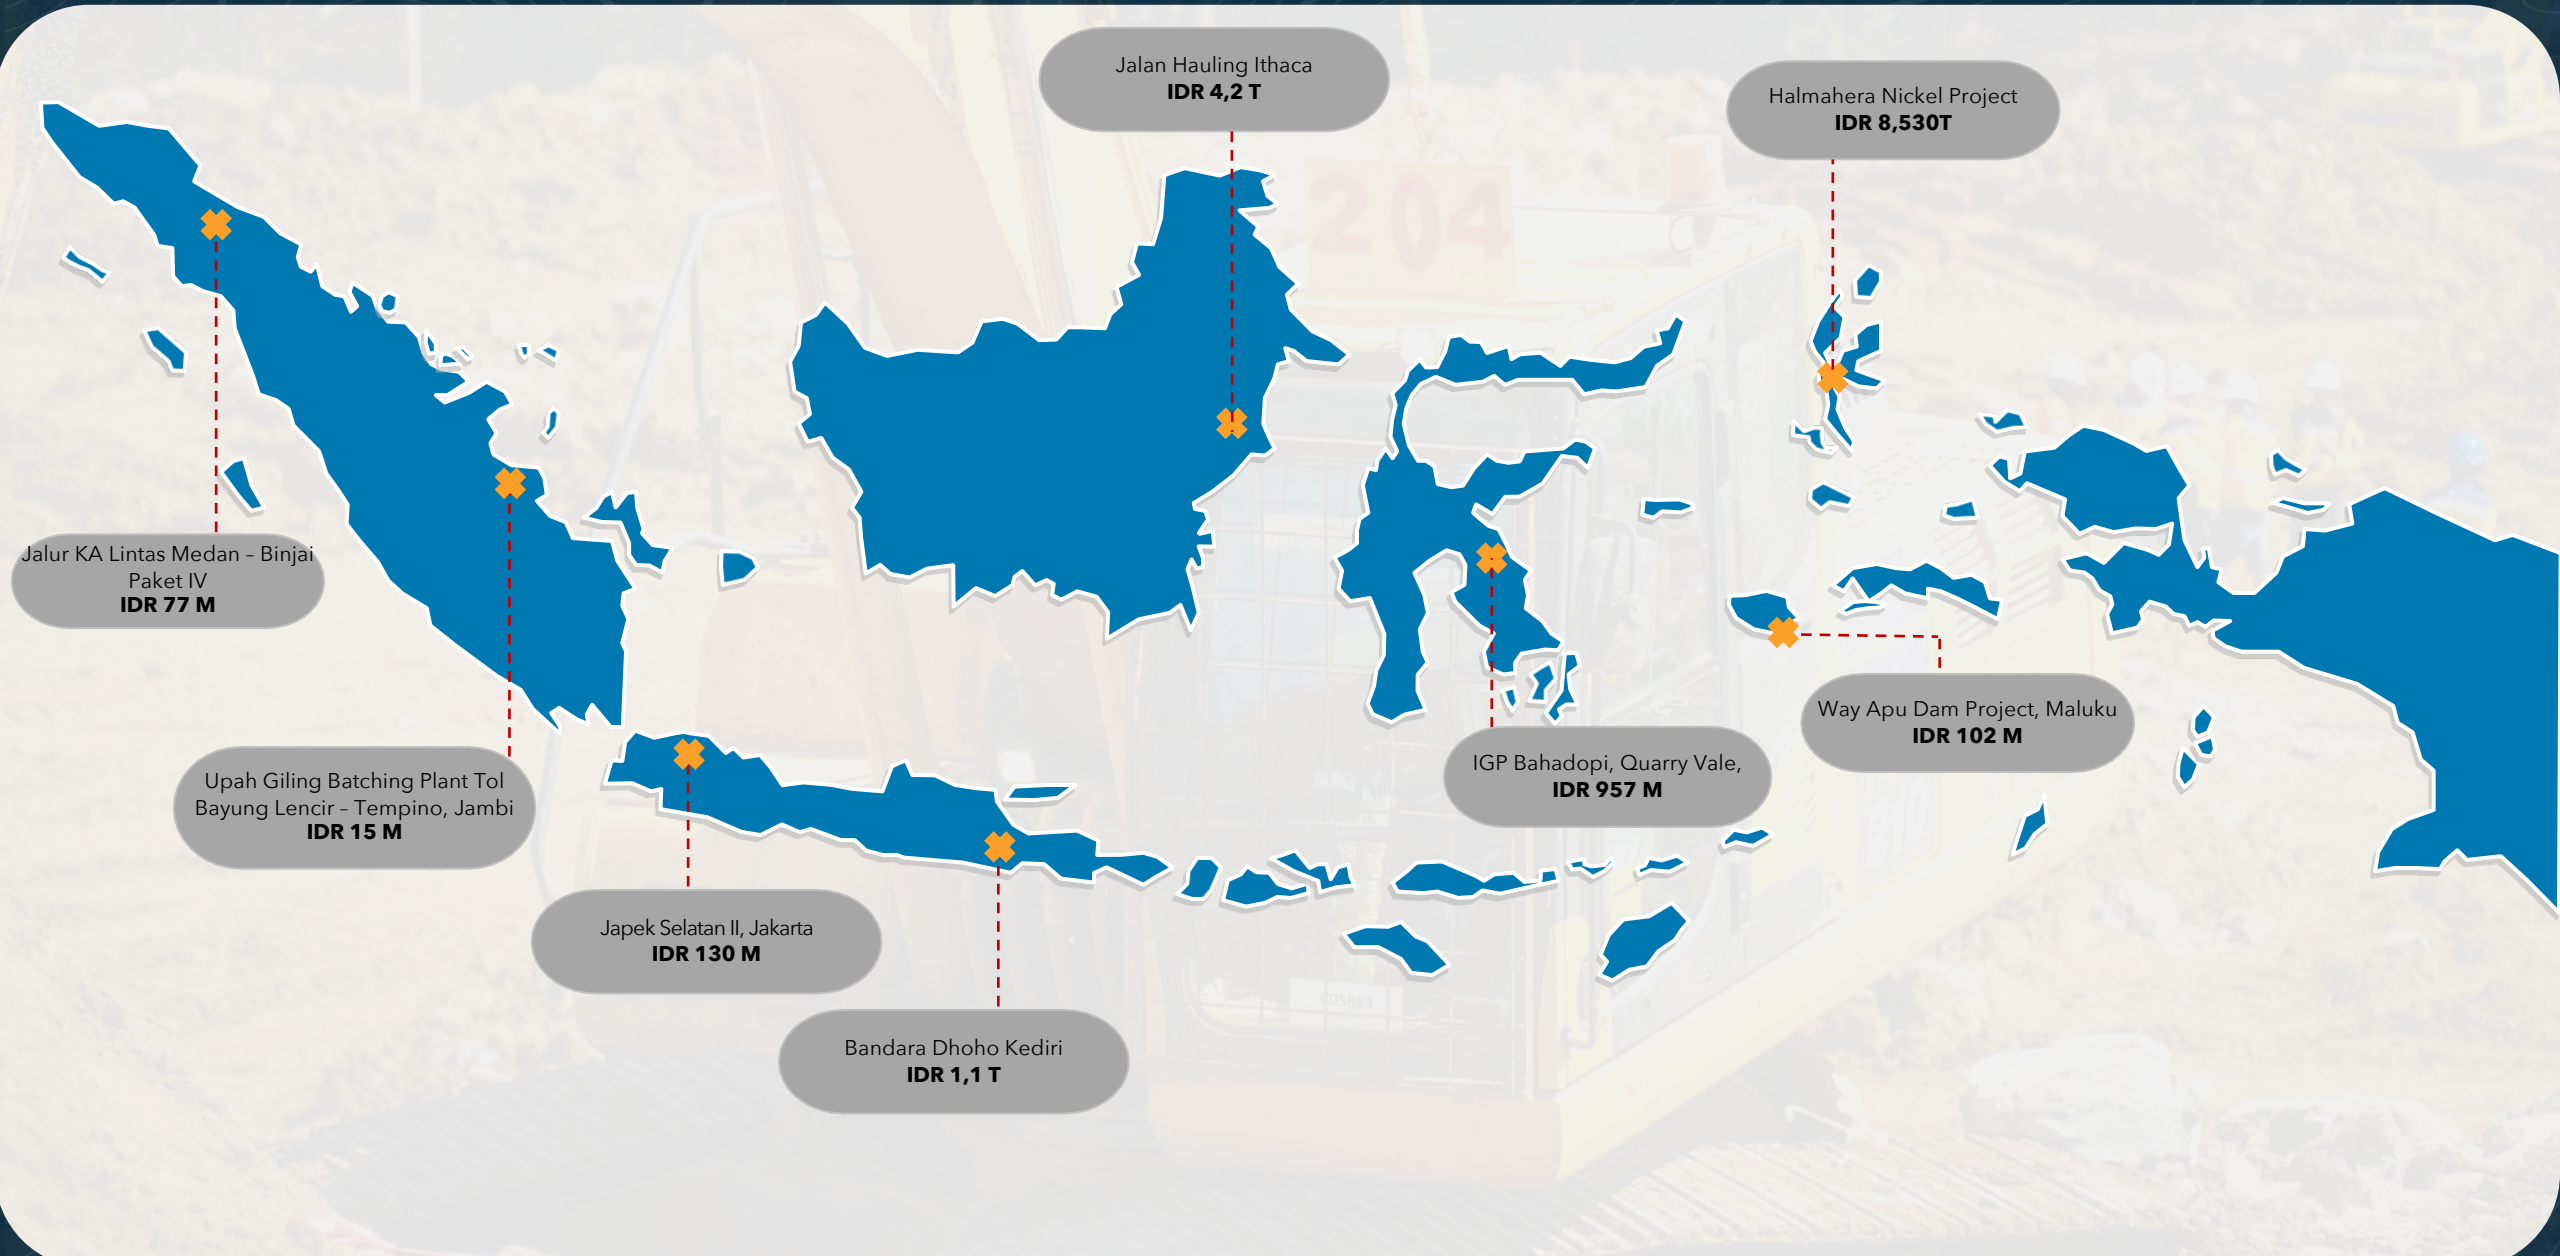 Jalan Hauling Ithaca
IDR 4,2 T
Halmahera Nickel Project
IDR 8,530T
204
Jalur KA Lintas Medan – Binjai
Paket IV
IDR 77 M
Way Apu Dam Project, Maluku
IDR 102 M
IGP Bahadopi, Quarry Vale,
IDR 957 M
Upah Giling Batching Plant Tol
Bayung Lencir – Tempino, Jambi
IDR 15 M
Japek Selatan II, Jakarta
IDR 130 M
Bandara Dhoho Kediri
IDR 1,1 T